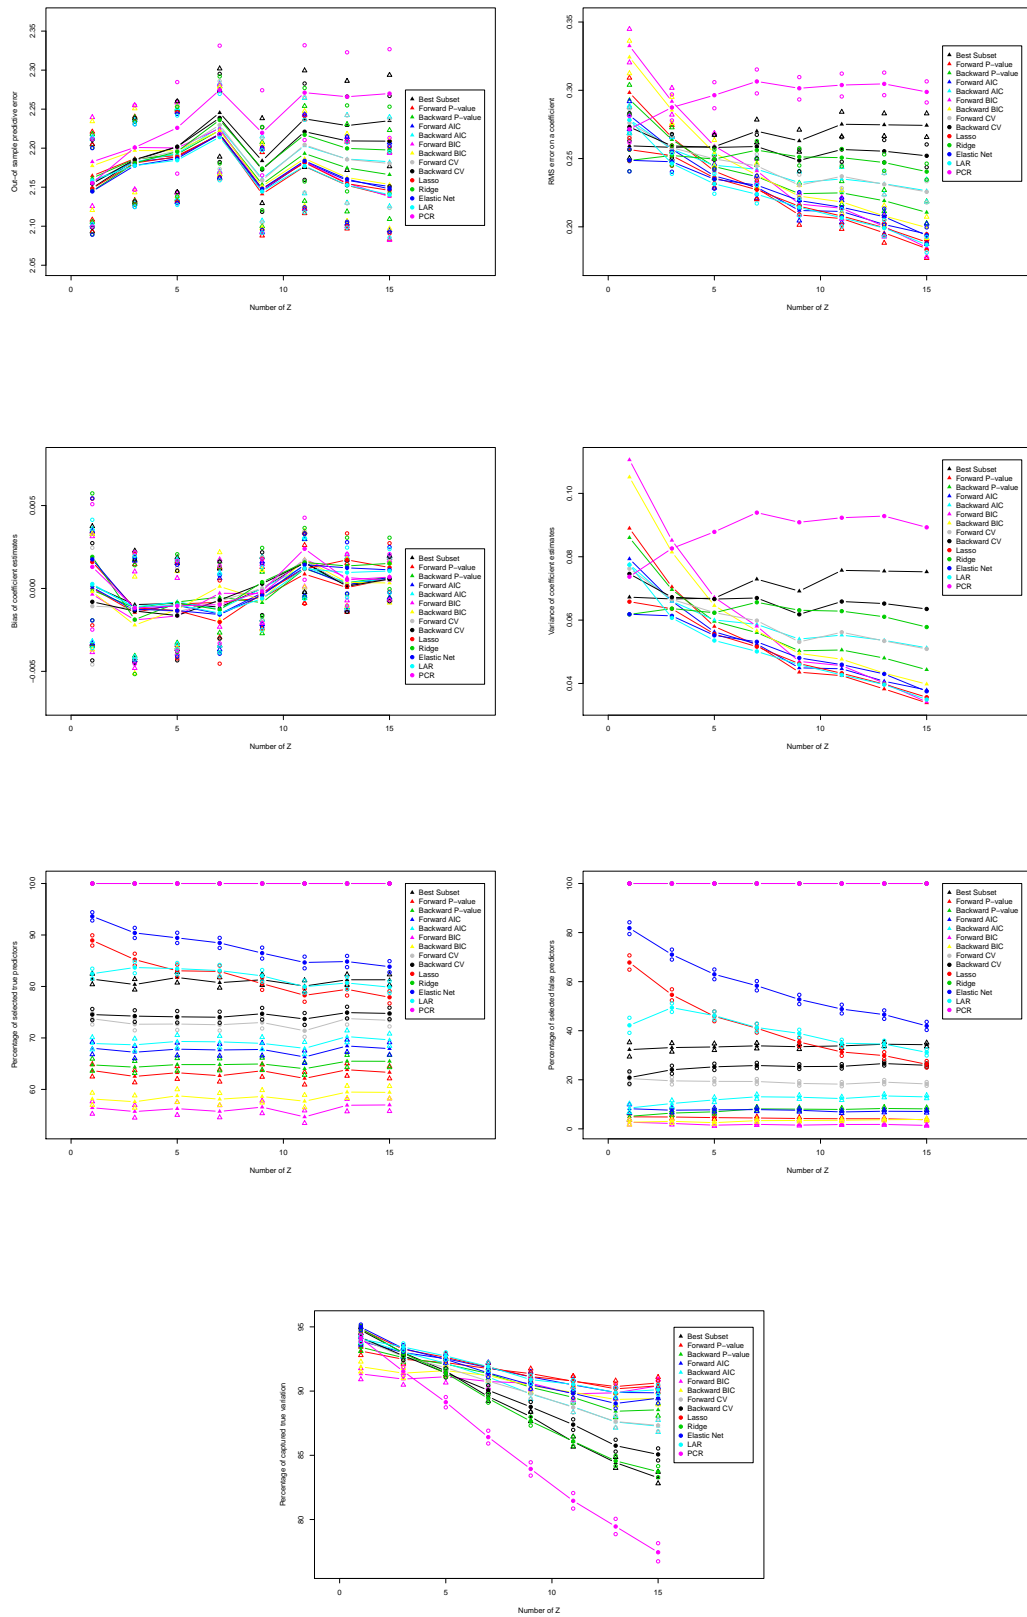 Out-of sample predictive error
2.05
2.10
2.15
2.20
2.25
2.30
2.35
0
5
10
15
Number of Z
Best Subset
Forward P-value
Backward P-value
Forward AIC
Backward AIC
Forward BIC
Backward BIC
Forward CV
Backward CV
Lasso
Ridge
Elastic Net
LAR
PCR
RMS error on a coefficient
0.20
0.25
0.30
0.35
0
5
10
15
Number of Z
Best Subset
Forward P-value
Backward P-value
Forward AIC
Backward AIC
Forward BIC
Backward BIC
Forward CV
Backward CV
Lasso
Ridge
Elastic Net
LAR
PCR
Bias of coefficient estimates
-0.005
0.000
0.005
0
5
10
15
Number of Z
Best Subset
Forward P-value
Backward P-value
Forward AIC
Backward AIC
Forward BIC
Backward BIC
Forward CV
Backward CV
Lasso
Ridge
Elastic Net
LAR
PCR
Variance of coefficient estimates
0.04
0.06
0.08
0.10
0
5
10
15
Number of Z
Best Subset
Forward P-value
Backward P-value
Forward AIC
Backward AIC
Forward BIC
Backward BIC
Forward CV
Backward CV
Lasso
Ridge
Elastic Net
LAR
PCR
Percentage of selected true predictors
60
70
80
90
100
0
5
10
15
Number of Z
Best Subset
Forward P-value
Backward P-value
Forward AIC
Backward AIC
Forward BIC
Backward BIC
Forward CV
Backward CV
Lasso
Ridge
Elastic Net
LAR
PCR
Percentage of selected false predictors
0
20
40
60
80
100
0
5
10
15
Number of Z
Best Subset
Forward P-value
Backward P-value
Forward AIC
Backward AIC
Forward BIC
Backward BIC
Forward CV
Backward CV
Lasso
Ridge
Elastic Net
LAR
PCR
Percentage of captured true variation
80
85
90
95
0
5
10
15
Number of Z
Best Subset
Forward P-value
Backward P-value
Forward AIC
Backward AIC
Forward BIC
Backward BIC
Forward CV
Backward CV
Lasso
Ridge
Elastic Net
LAR
PCR